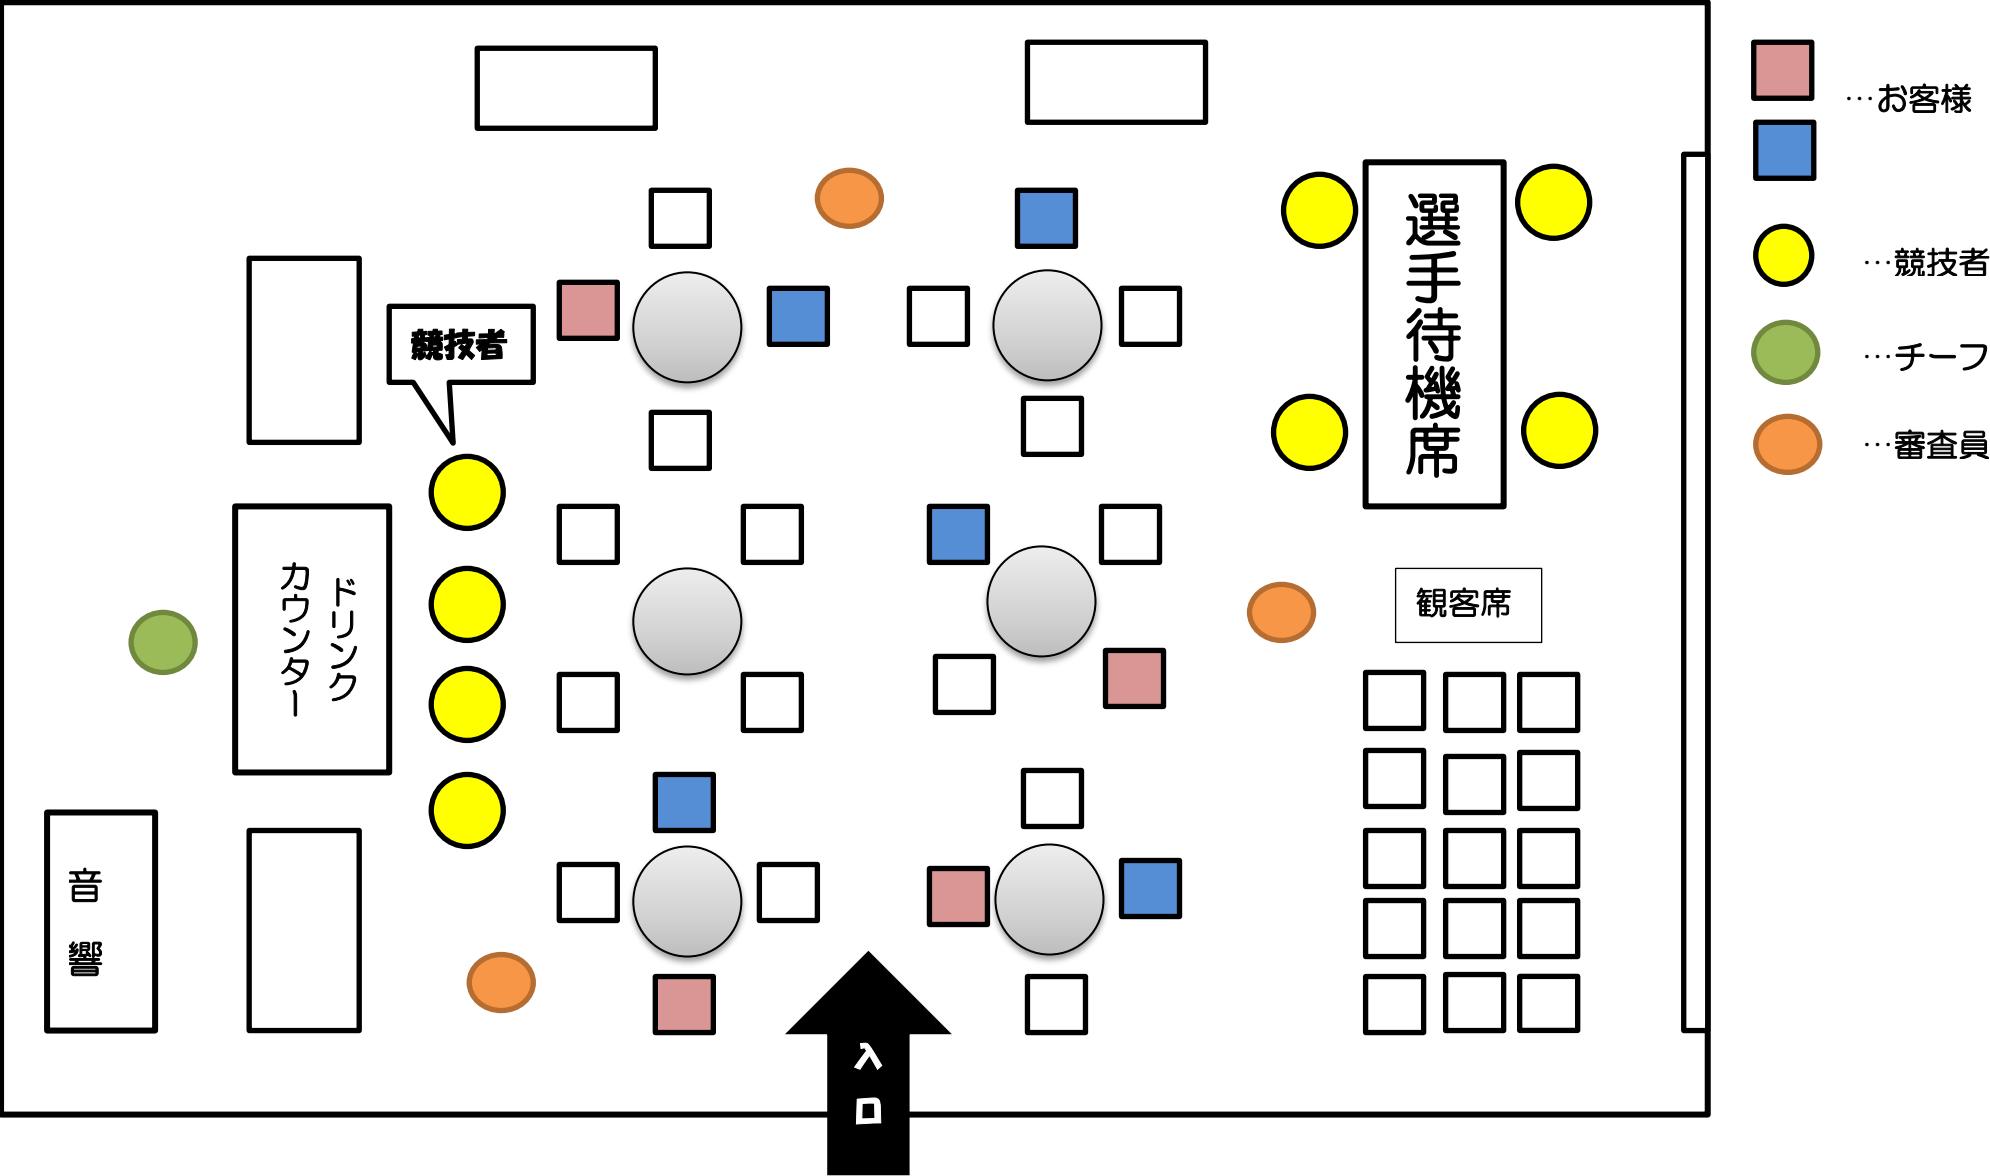 …お客様
…競技者
…チーフ
…審査員
選手待機席
競技者
ドリンク
カウンター
観客席
音響
入口